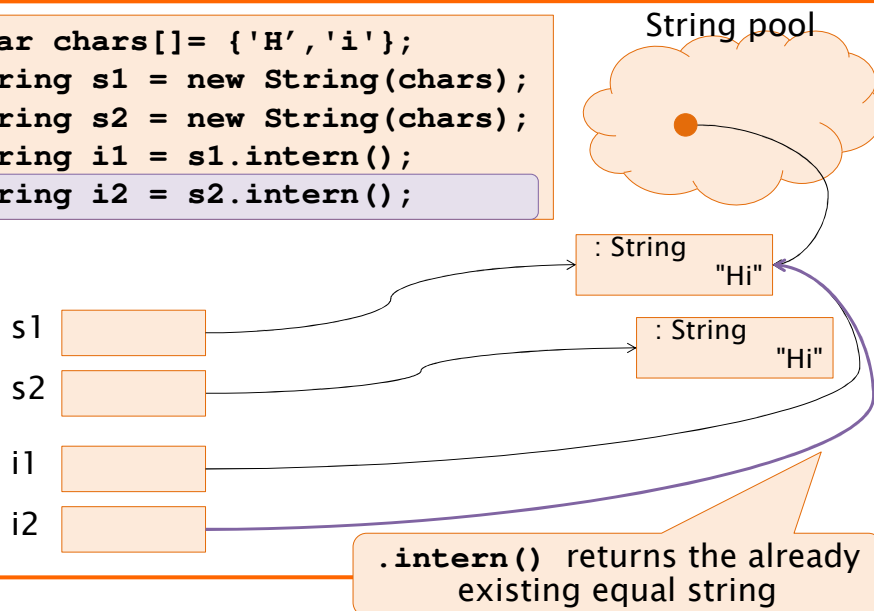 ar chars[]= {'H’,'i'};
ring s1 = new String(chars);
ring s2 = new String(chars);
ring i1 = s1.intern();
ring i2 = s2.intern();
String pool
: String
"Hi"
: String
"Hi"
s1
s2
i1
i2
.intern() returns the already
existing equal string